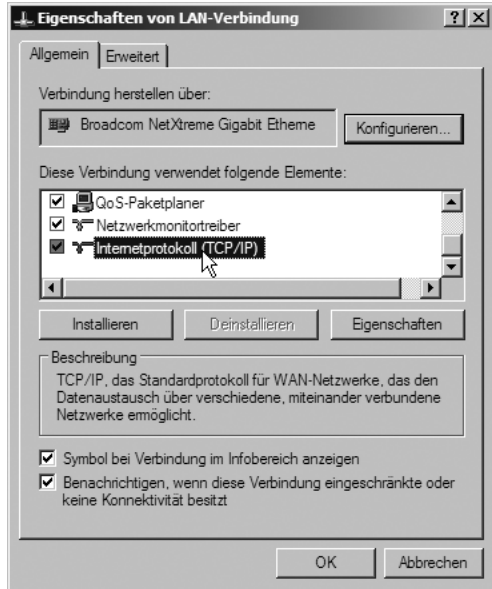 Eigenschaften von LAN-Verbindung
Allgemein
Erweitert
Verbindung herstellen über:
Broadcom NetXtreme Gigabit Etherne
Konfigurieren...
Diese Verbindung verwendet folgende Elemente:
QoS-Paketplaner
Netzwerkmonitortreiber
Internetprotokoll (TCP/IP)
Installieren
Deinstallieren
Eigenschaften
Beschreibung
TCP/IP, das Standardprotokoll für WAN-Netzwerke, das den
Datenaustausch über verschiedene, miteinander verbundene
Netzwerke ermöglicht.
Symbol bei Verbindung im Infobereich anzeigen
Benachrichtigen, wenn diese Verbindung eingeschränkte oder
keine Konnektivität besitzt
OK
Abbrechen